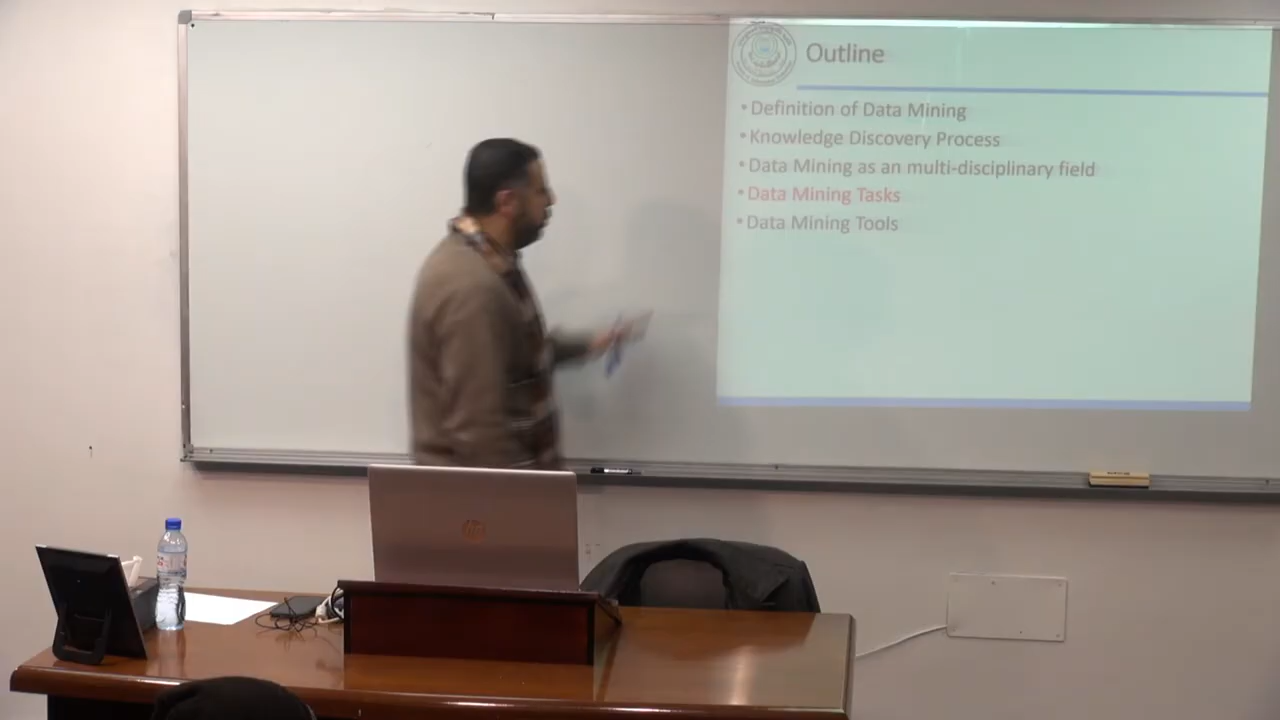 Outline
• Definition of Data Mining
• Knowledge Discovery Process
• Data Mining as an multi-disciplinary field
• Data Mining Tasks
• Data Mining Tools
hp